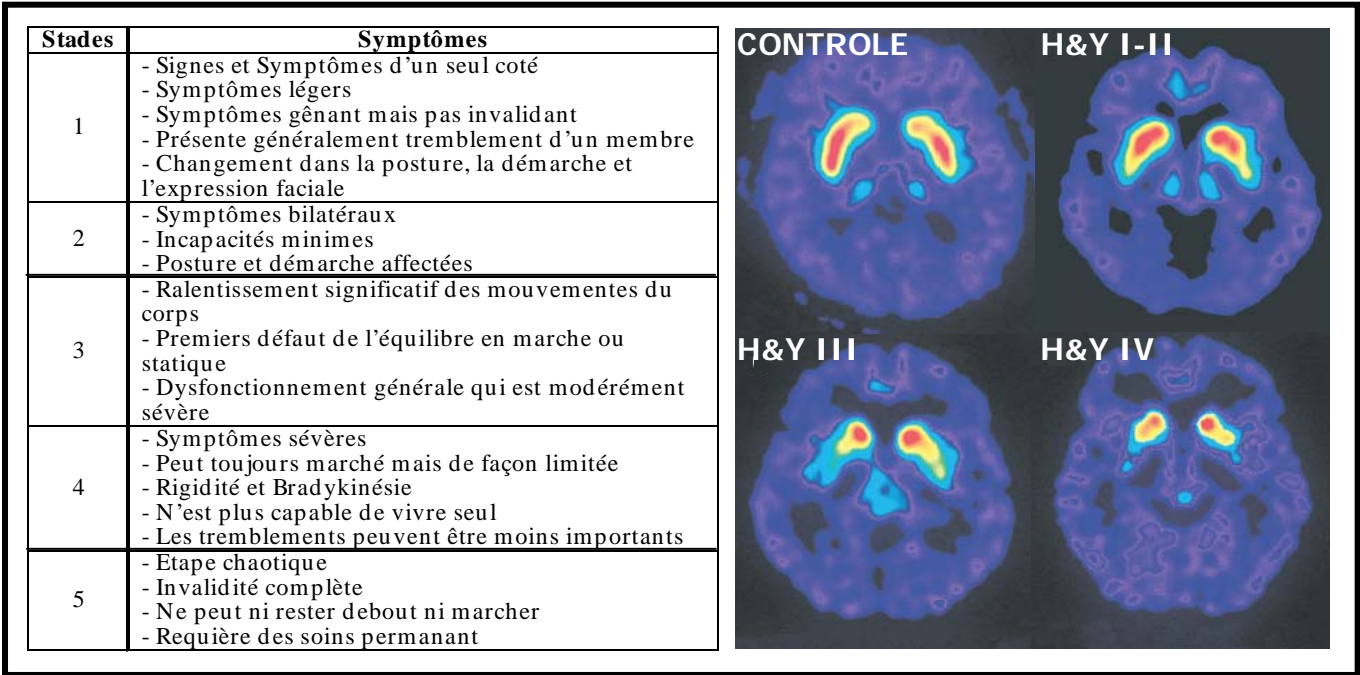 Stades
Symptômes
1
- Signes et Symptômes d'un seul coté
- Symptômes légers
- Symptômes gênant mais pas invalidant
- Présente généralement tremblement d'un membre
- Changement dans la posture, la démarche et
l'expression faciale
2
- Symptômes bilatéraux
- Incapacités minimes
- Posture et démarche affectées
3
- Ralentissement significatif des mouvementes du
corps
- Premiers défaut de l'équilibre en marche ou
statique
- Dysfonctionnement générale qui est modérément
sévère
4
- Symptômes sévères
- Peut toujours marché mais de façon limitée
- Rigidité et Bradykinésie
- N'est plus capable de vivre seul
- Les tremblements peuvent être moins importants
5
- Etape chaotique
- Invalidité complète
- Ne peut ni rester debout ni marcher
- Requière des soins permanant
CONTROLE
H&Y I-II
H&Y III
H&Y IV